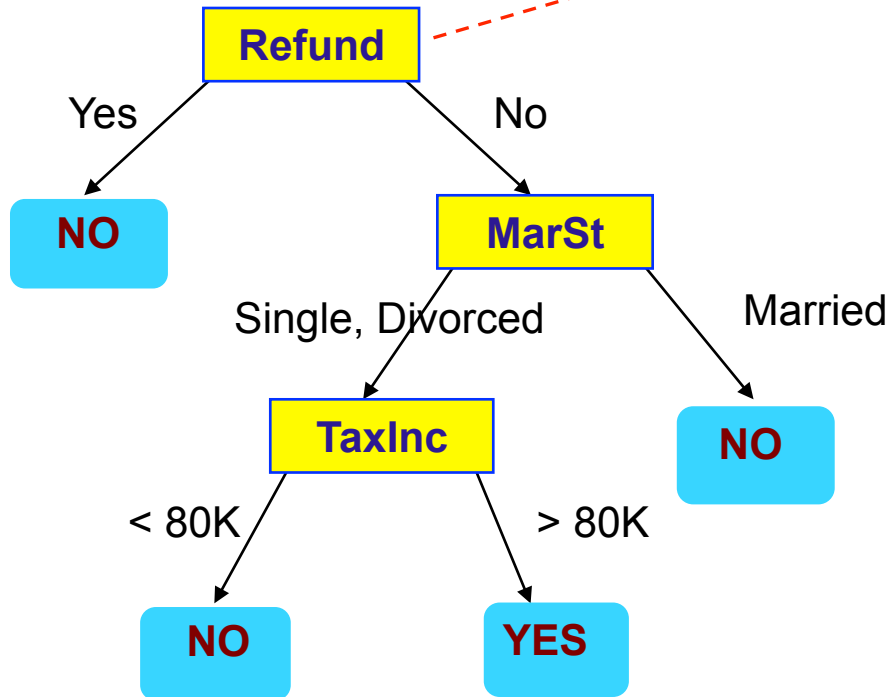 Refund
Yes
No
NO
MarSt
Single, Divorced
Married
TaxInc
NO
< 80K
> 80K
NO
YES